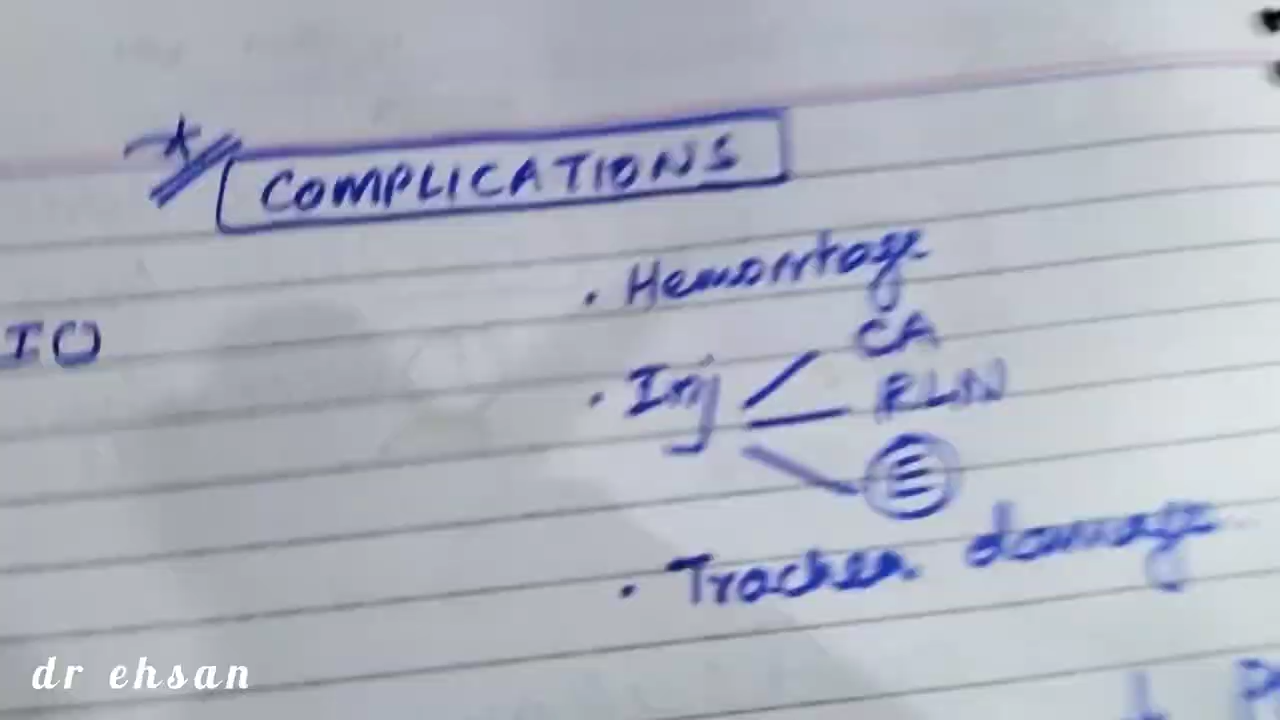 COMPLICATIONS
. Hemorrhage
IO
CA
. Inj RLN
. Trachea damage
dr ehsan